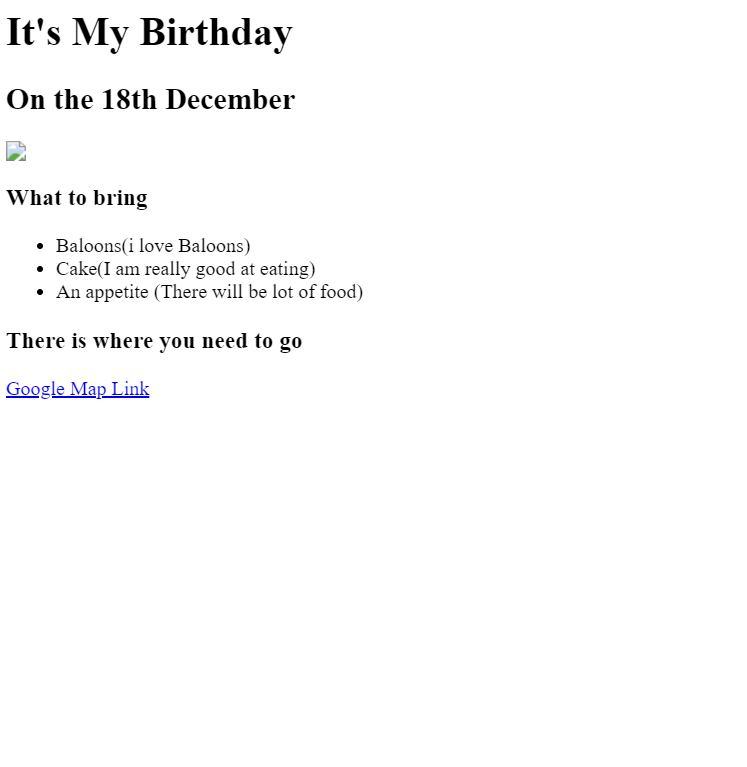 It's My Birthday
On the 18th December
What to bring
Baloons(i love Baloons)
Cake(I am really good at eating)
An appetite (There will be lot of food)
There is where you need to go
Google Map Link